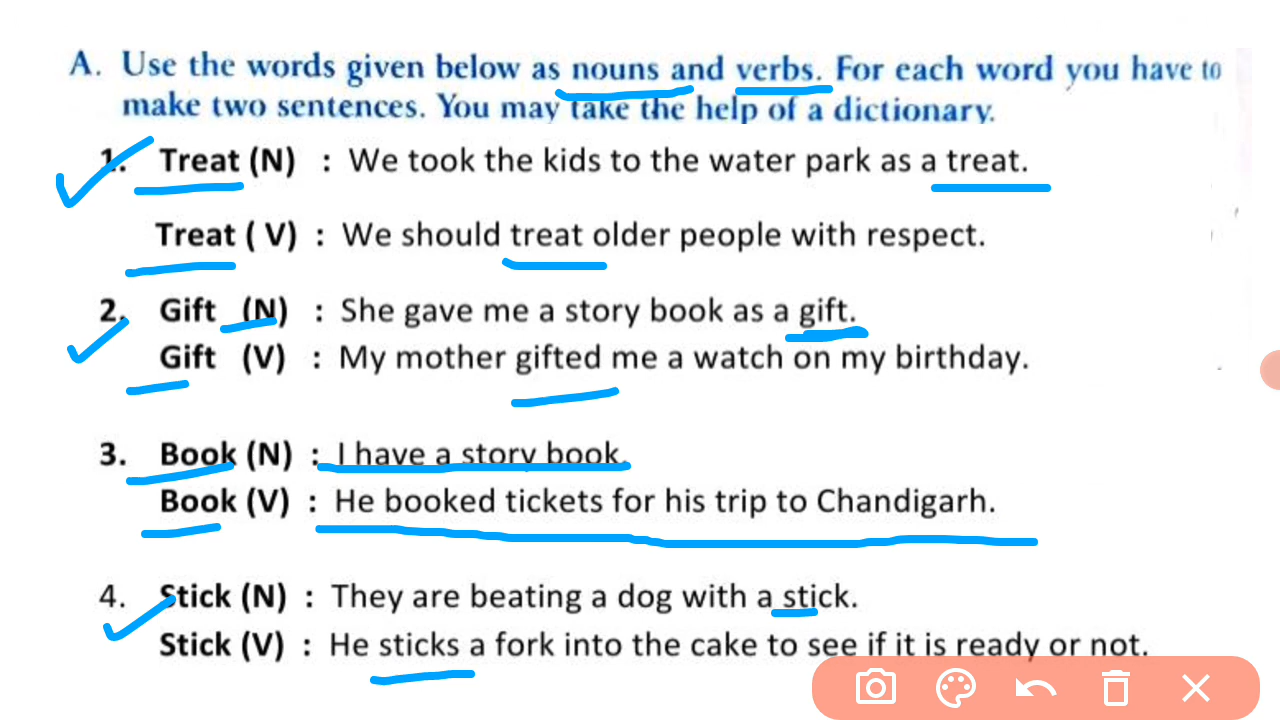 A. Use the words given below as nouns and verbs. For each word you have to
make two sentences. You may take the help of a dictionary.
1. Treat (N) : We took the kids to the water park as a treat.
Treat ( V) : We should treat older people with respect.
2. Gift (N) : She gave me a story book as a gift.
Gift (V) : My mother gifted me a watch on my birthday.
3. Book (N) : I have a story book.
Book (V) : He booked tickets for his trip to Chandigarh.
4. Stick (N) : They are beating a dog with a stick.
Stick (V) : He sticks a fork into the cake to see if it is ready or not.